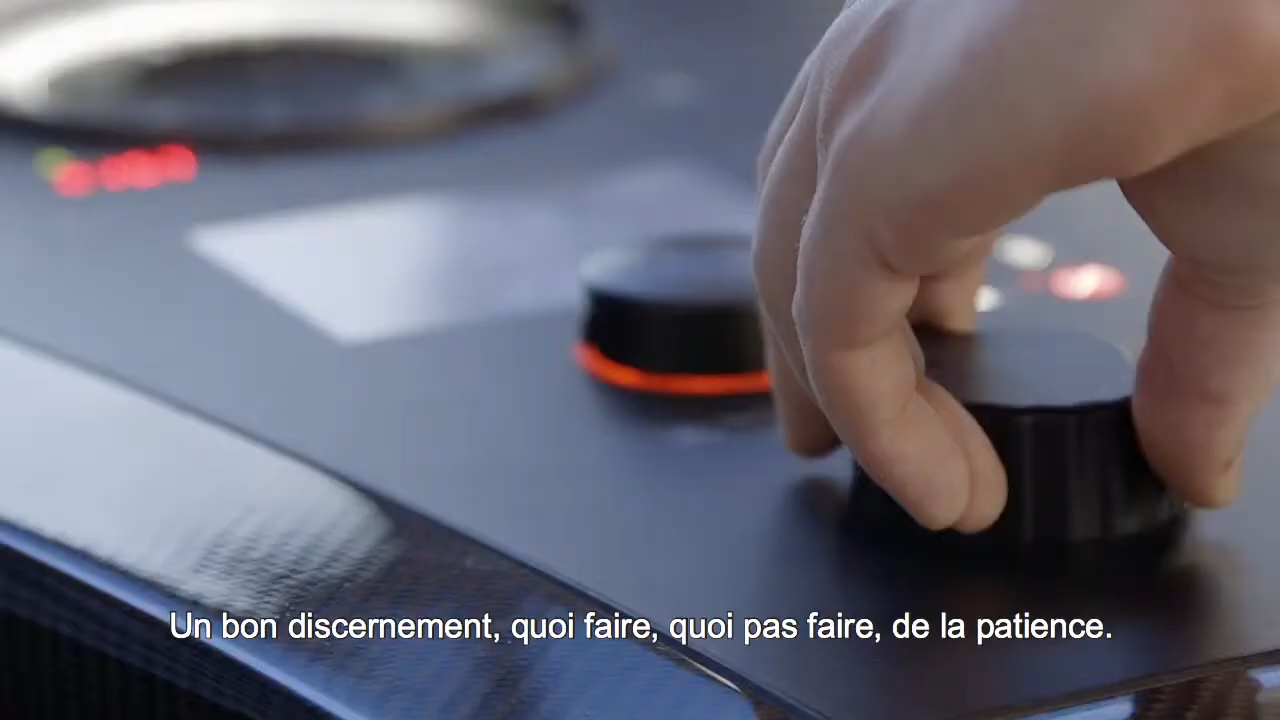 Un bon discernement, quoi faire, quoi pas faire, de la patience.